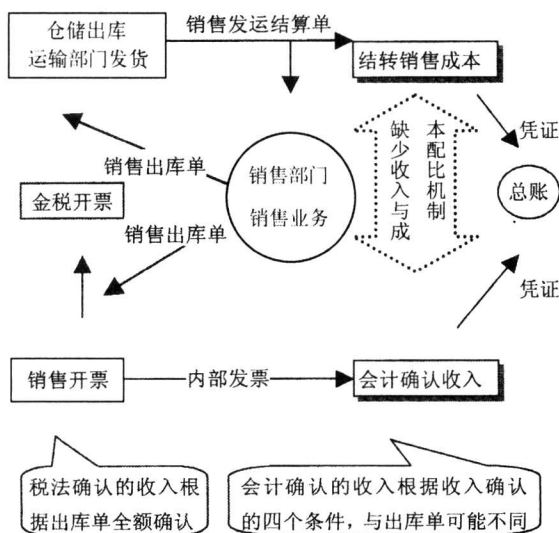 仓储出库
运输部门发货
销售发运结算单
结转销售成本
凭证
销售出库单
销售部门
销售业务
缺少收入与成
本配比机制
总账
金税开票
销售出库单
凭证
销售开票
内部发票
会计确认收入
税法确认的收入根
据出库单全额确认
会计确认的收入根据收入确认
的四个条件，与出库单可能不同